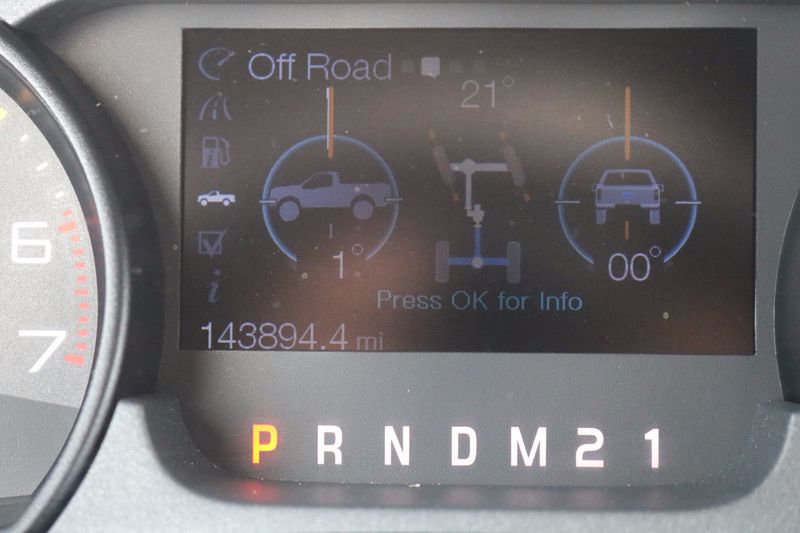 Off Road
21°
1°
00°
Press OK for Info
143894.4 mi
6
7
P R N D M 2 1